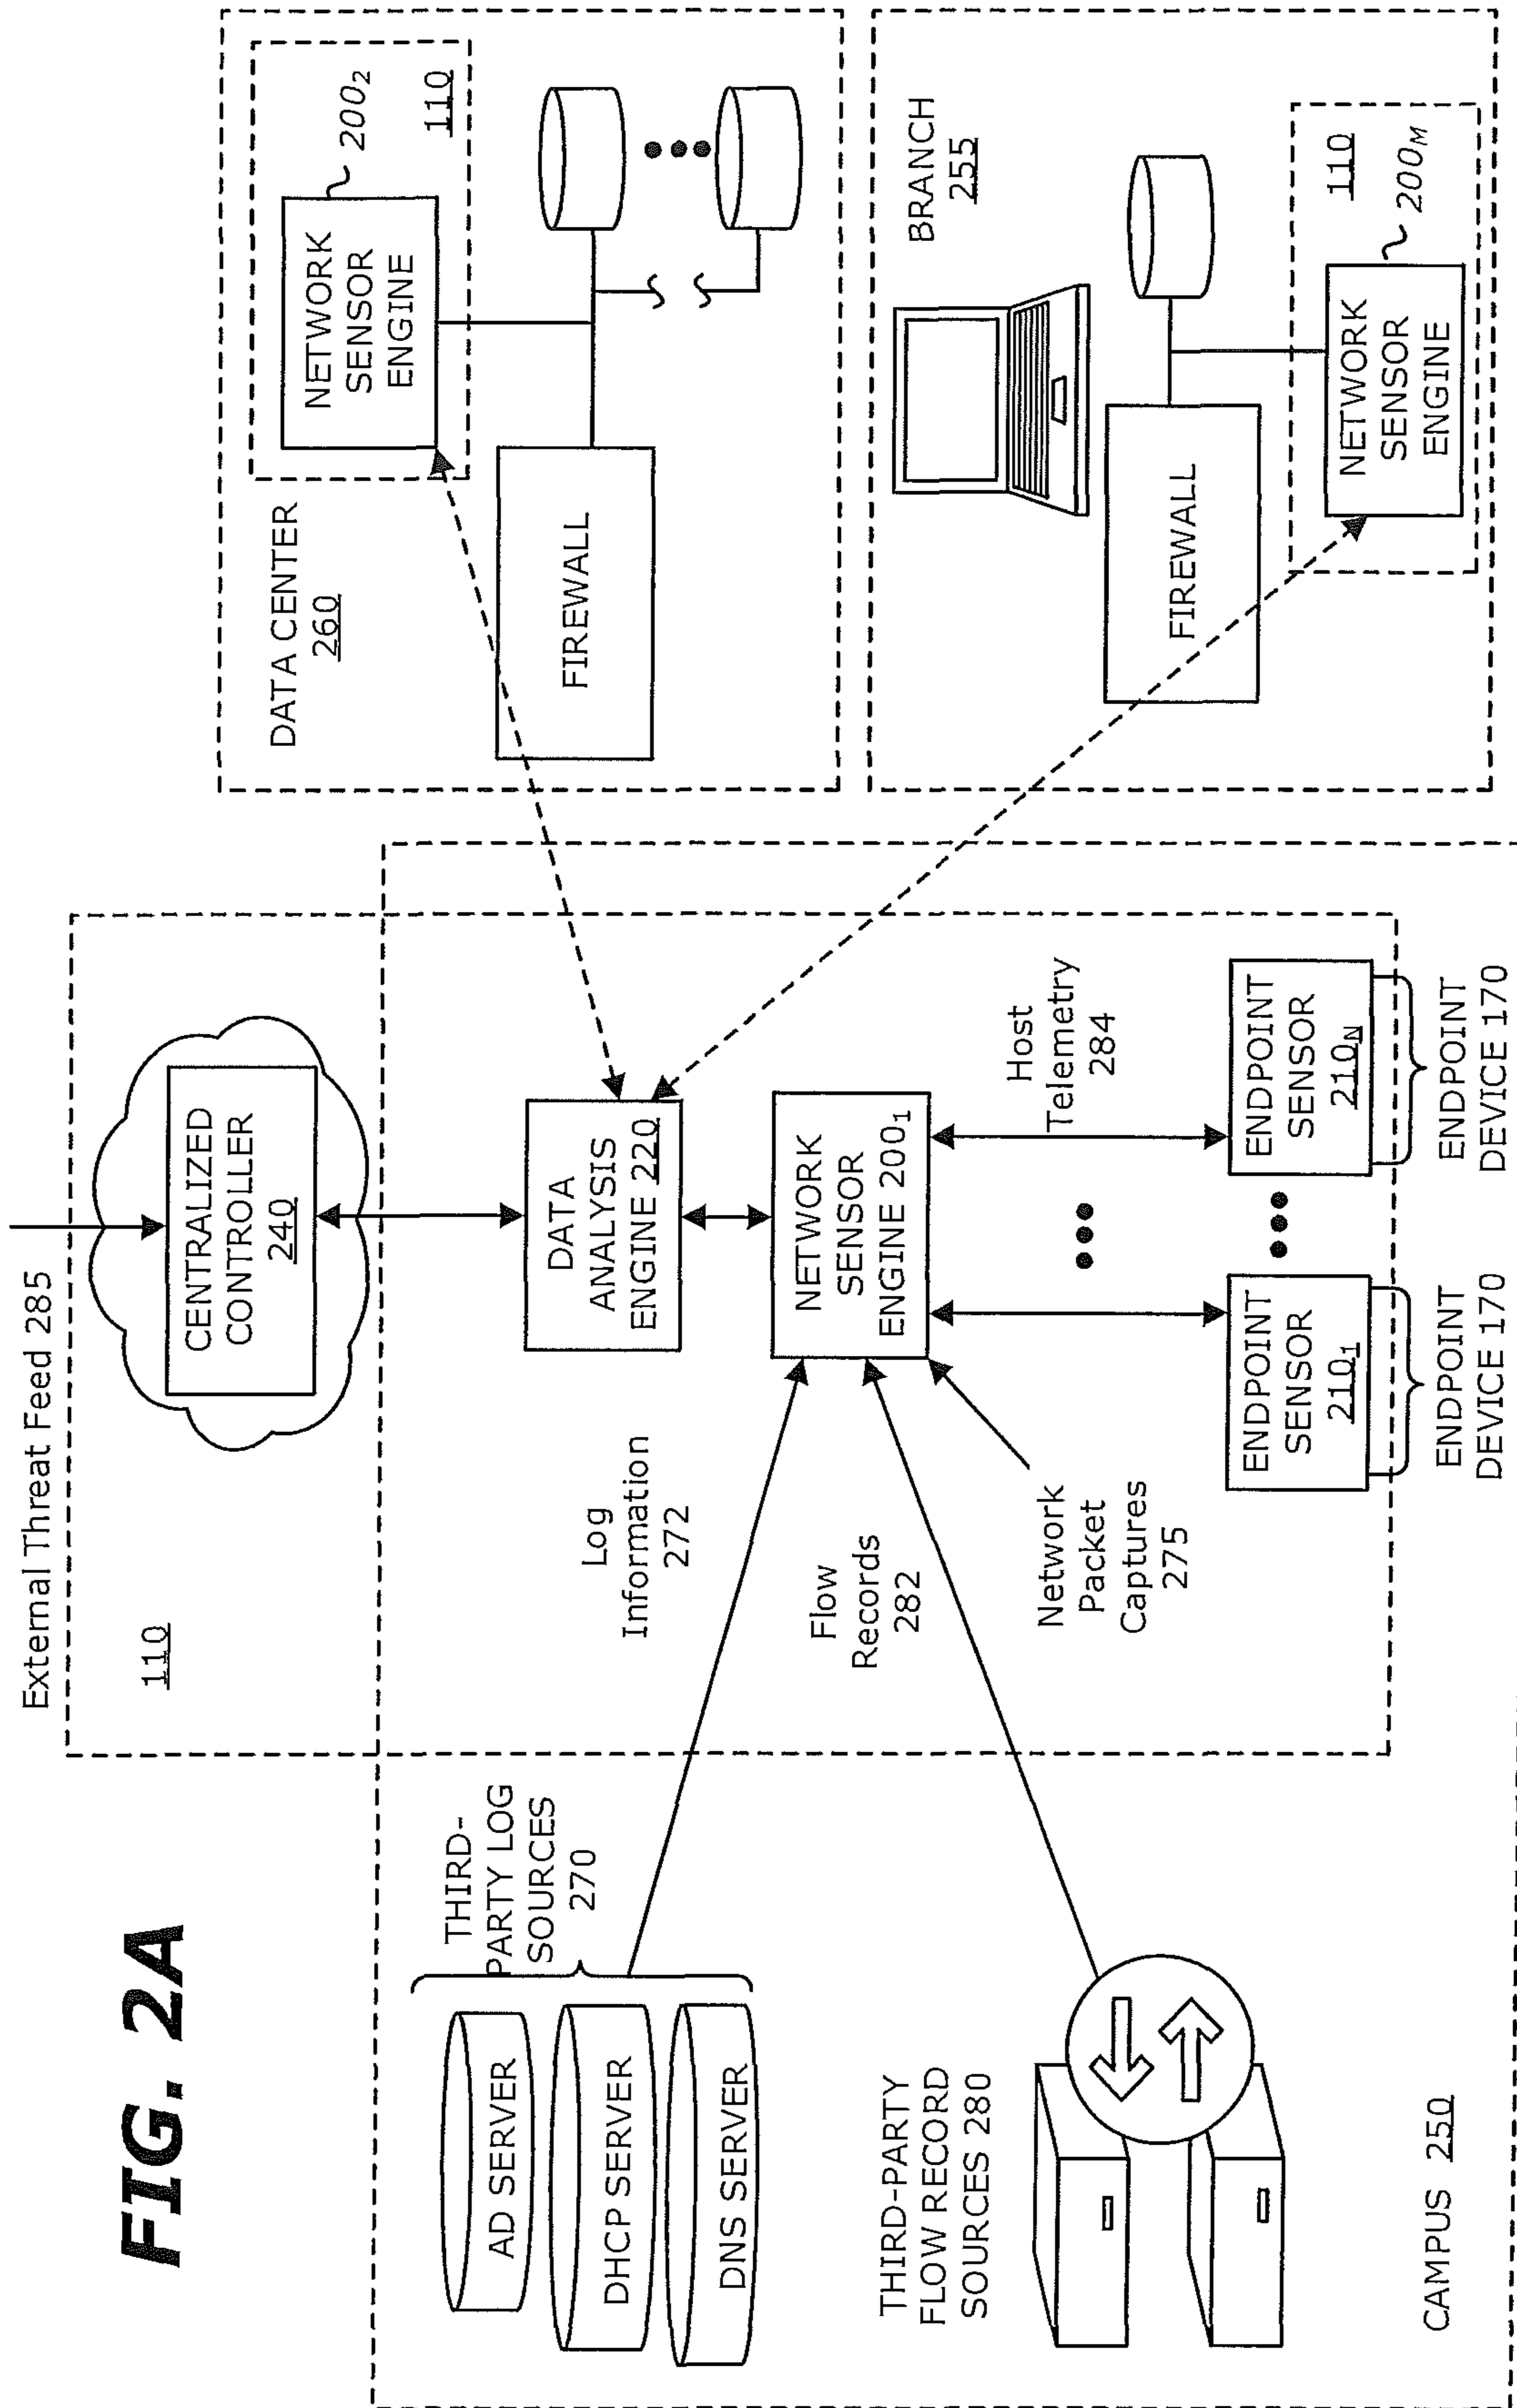 FIG. 2A
External Threat Feed 285
110
CENTRALIZED
CONTROLLER
240
THIRD-
PARTY LOG
SOURCES
270
AD SERVER
DHCP SERVER
DNS SERVER
THIRD-PARTY
FLOW RECORD
SOURCES 280
CAMPUS 250
Log
Information
272
Flow
Records
282
Network
Packet
Captures
275
DATA
ANALYSIS
ENGINE 220
NETWORK
SENSOR
ENGINE 200₁
Host
Telemetry
284
ENDPOINT
SENSOR
210₁
ENDPOINT
SENSOR
210N
ENDPOINT
DEVICE 170
ENDPOINT
DEVICE 170
DATA CENTER
260
NETWORK
SENSOR
ENGINE
200₂
110
FIREWALL
BRANCH
255
FIREWALL
NETWORK
SENSOR
ENGINE
110
200M